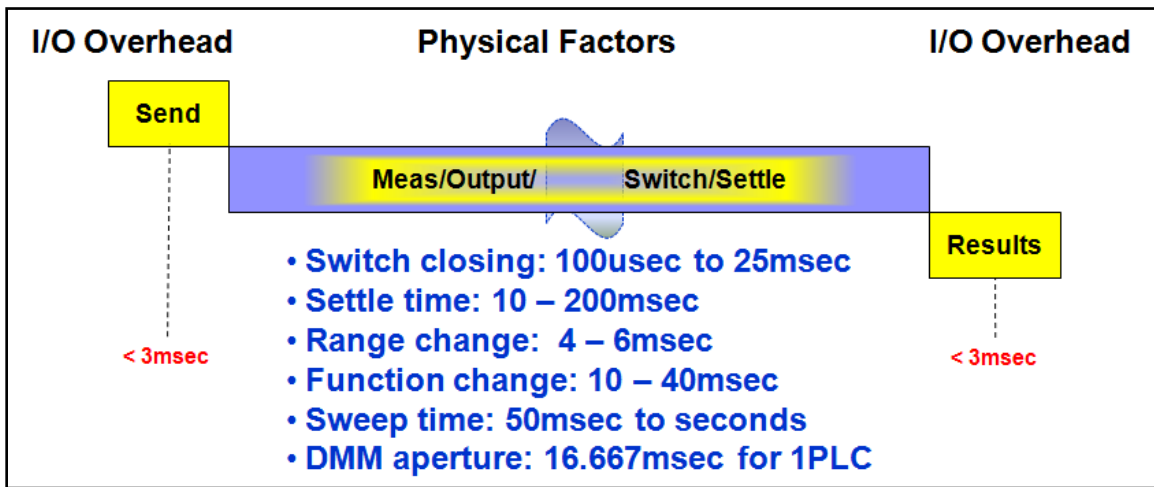 I/O Overhead
Physical Factors
I/O Overhead
Send
Meas/Output/
Switch/Settle
Results
• Switch closing: 100usec to 25msec
• Settle time: 10 – 200msec
• Range change:  4 – 6msec
• Function change: 10 – 40msec
• Sweep time: 50msec to seconds
• DMM aperture: 16.667msec for 1PLC
< 3msec
< 3msec